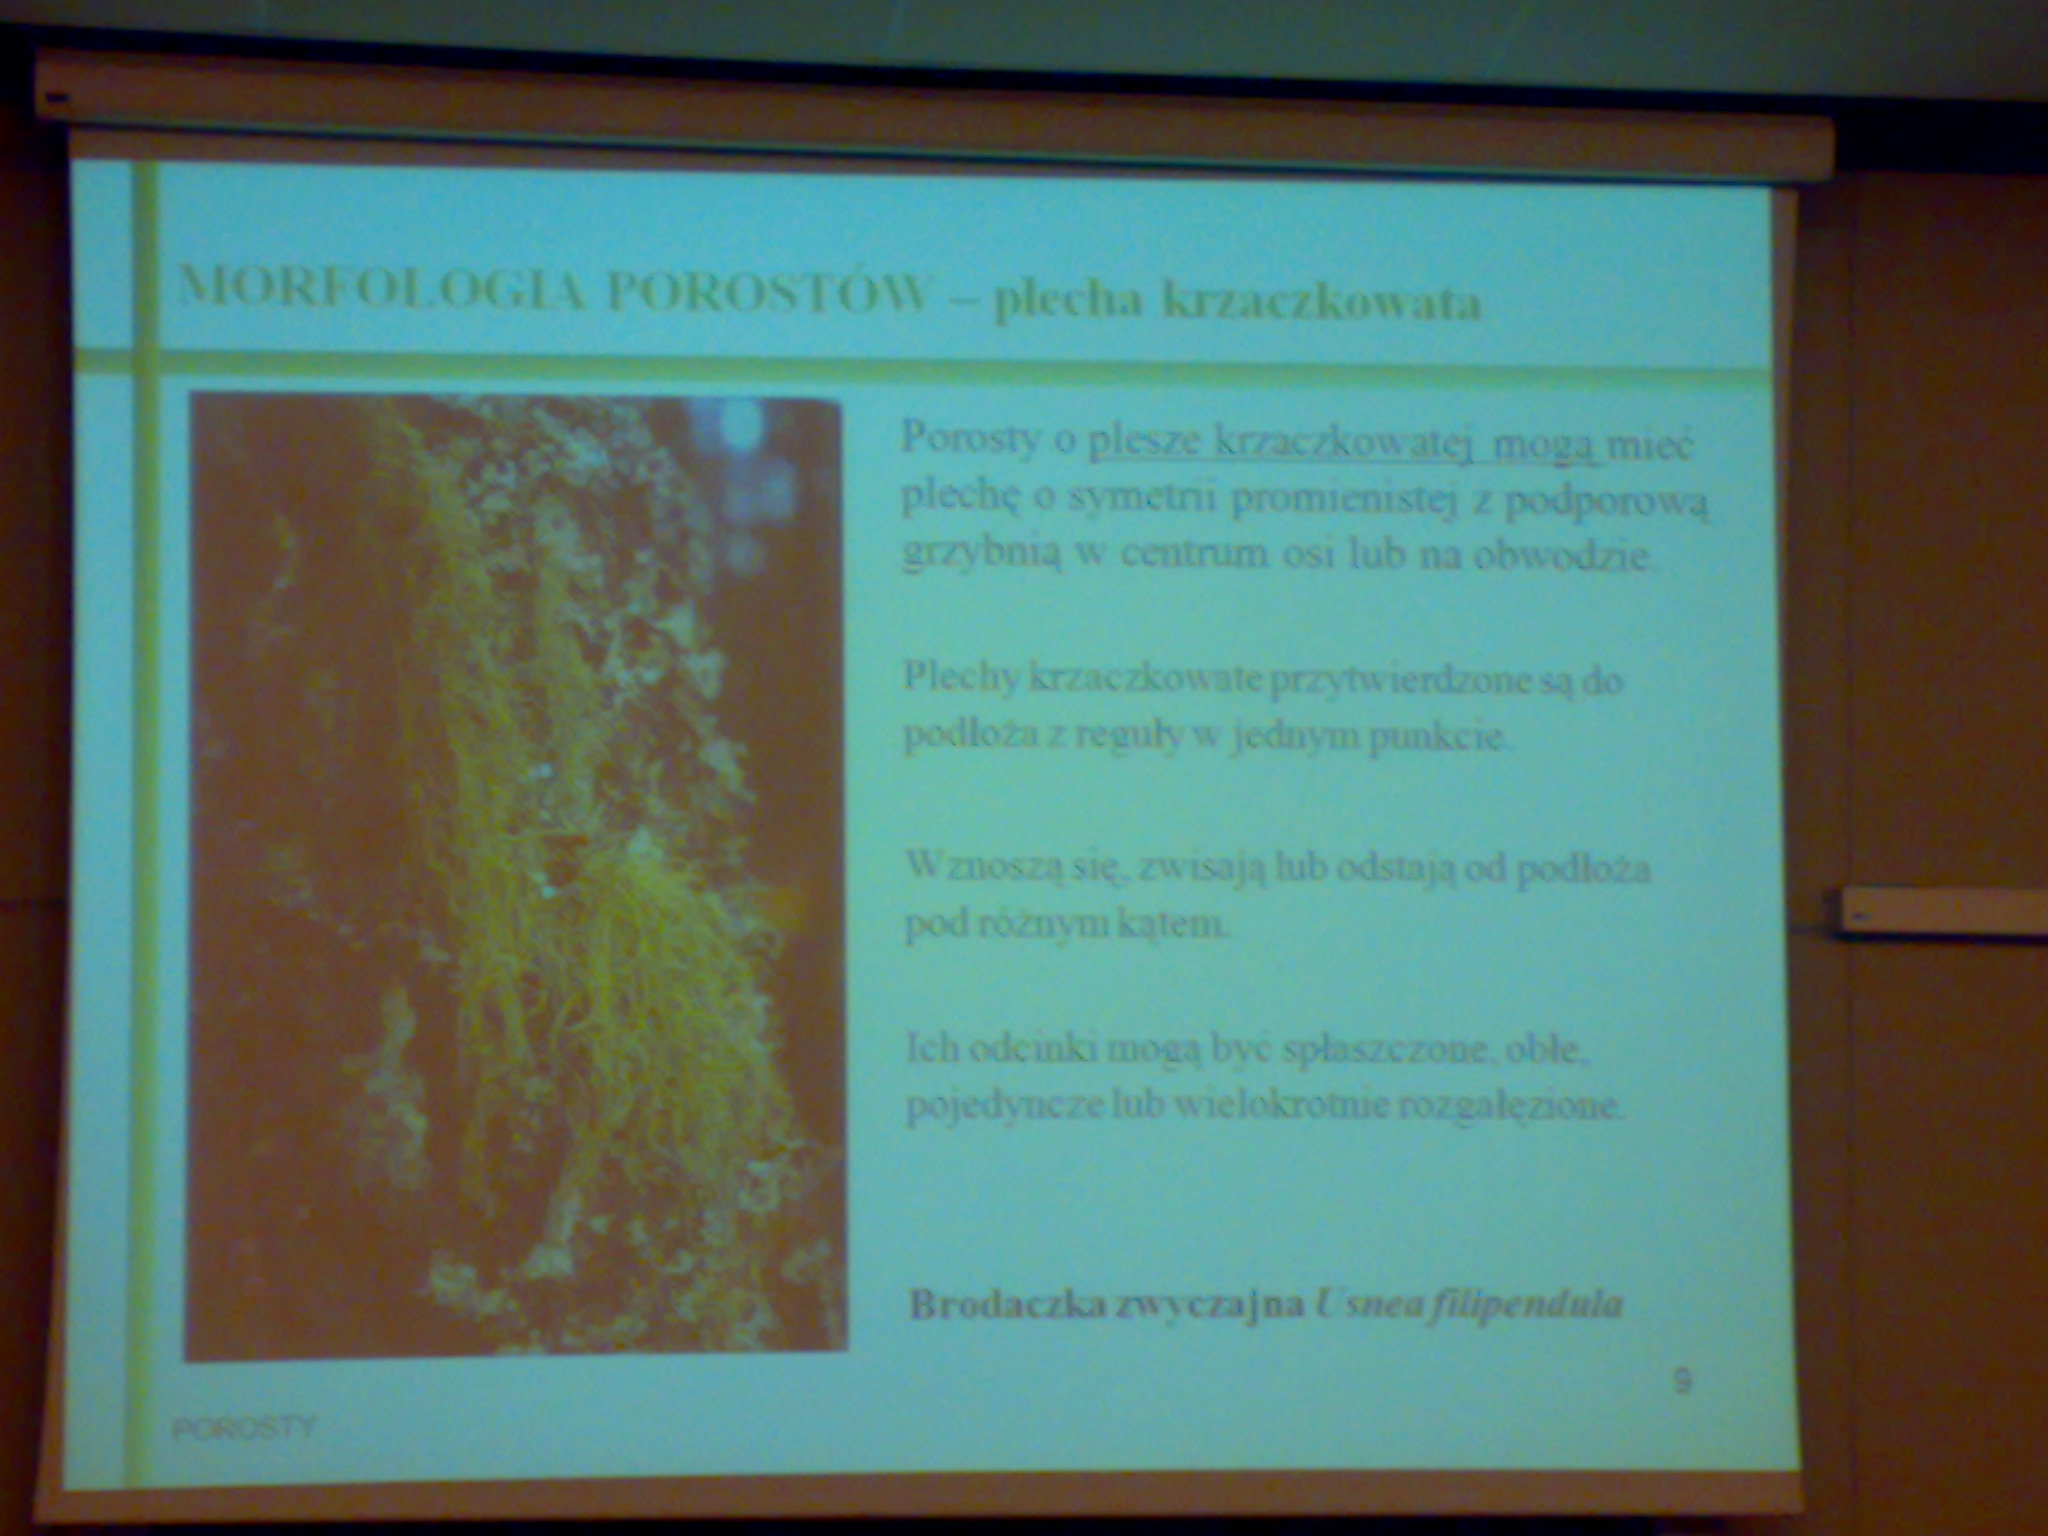 MORFOLOGIA POROSTÓW – plecha krzaczkowata
Porosty o plesze krzaczkowatej mogą mieć
plechę o symetrii promienistej z podporową
grzybnią w centrum osi lub na obwodzie.
Plechy krzaczkowate przytwierdzone są do
podłoża z reguły w jednym punkcie.
Wznoszą się, zwisają lub odstają od podłoża
pod różnym kątem.
Ich odcinki mogą być spłaszczone, obłe,
pojedyncze lub wielokrotnie rozgałęzione.
Brodaczka zwyczajna Usnea filipendula
9
POROSTY